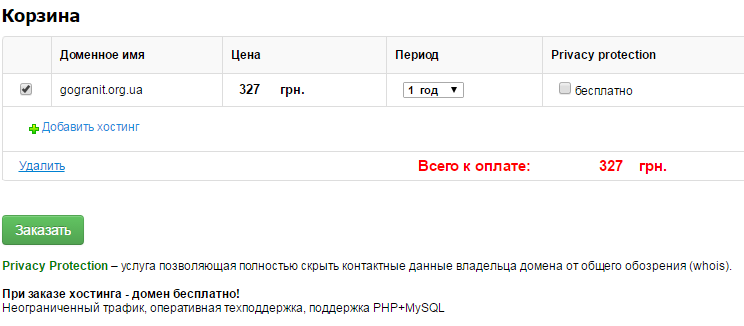 Корзина
Доменное имя Цена Период Privacy protection
gogranit.org.ua 327 грн. 1 год бесплатно
Добавить хостинг
Удалить Всего к оплате: 327 грн.
Заказать
Privacy Protection – услуга позволяющая полностью скрыть контактные данные владельца домена от общего обозрения (whois).
При заказе хостинга - домен бесплатно!
Неограниченный трафик, оперативная техподдержка, поддержка PHP+MySQL